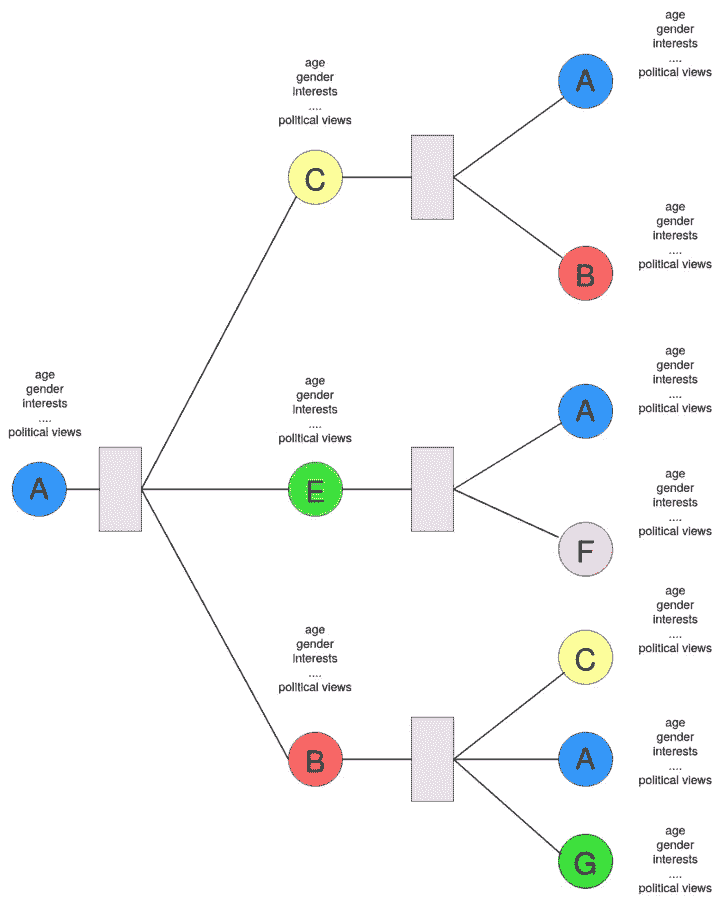 age
gender
interests
....
political views
A
age
gender
interests
....
political views
C
age
gender
interests
....
political views
B
age
gender
interests
....
political views
A
age
gender
interests
....
political views
E
age
gender
interests
....
political views
A
age
gender
interests
....
political views
F
age
gender
interests
....
political views
B
age
gender
interests
....
political views
C
age
gender
interests
....
political views
A
age
gender
interests
....
political views
G